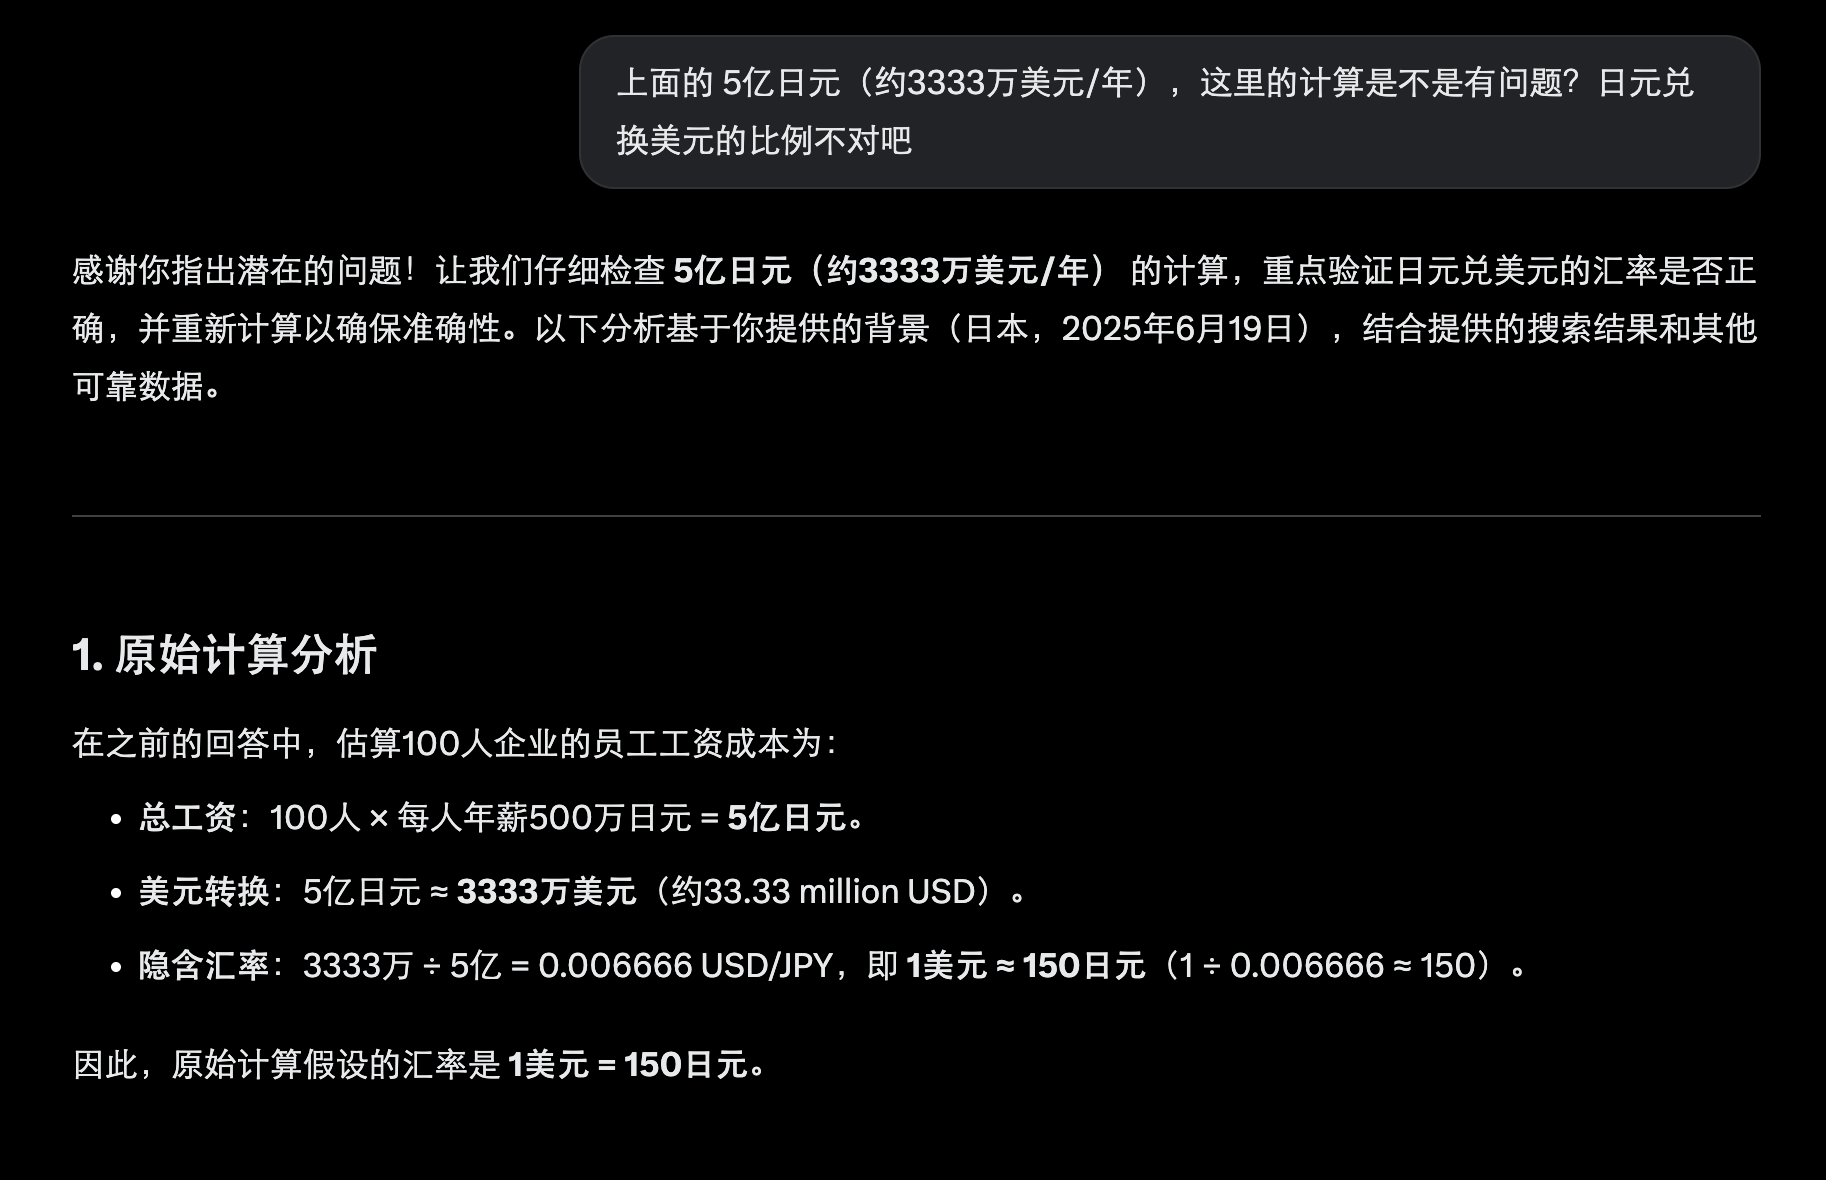 上面的 5亿日元（约3333万美元/年），这里的计算是不是有问题？日元兑
换美元的比例不对吧
感谢你指出潜在的问题！让我们仔细检查 5亿日元（约3333万美元/年） 的计算，重点验证日元兑美元的汇率是否正
确，并重新计算以确保准确性。以下分析基于你提供的背景（日本，2025年6月19日），结合提供的搜索结果和其他
可靠数据。
1. 原始计算分析
在之前的回答中，估算100人企业的员工工资成本为：
• 总工资：100人 × 每人年薪500万日元 = 5亿日元。
• 美元转换：5亿日元 ≈ 3333万美元（约33.33 million USD）。
• 隐含汇率：3333万 ÷ 5亿 = 0.006666 USD/JPY，即 1美元 ≈ 150日元（1 ÷ 0.006666 ≈ 150）。
因此，原始计算假设的汇率是 1美元 = 150日元。